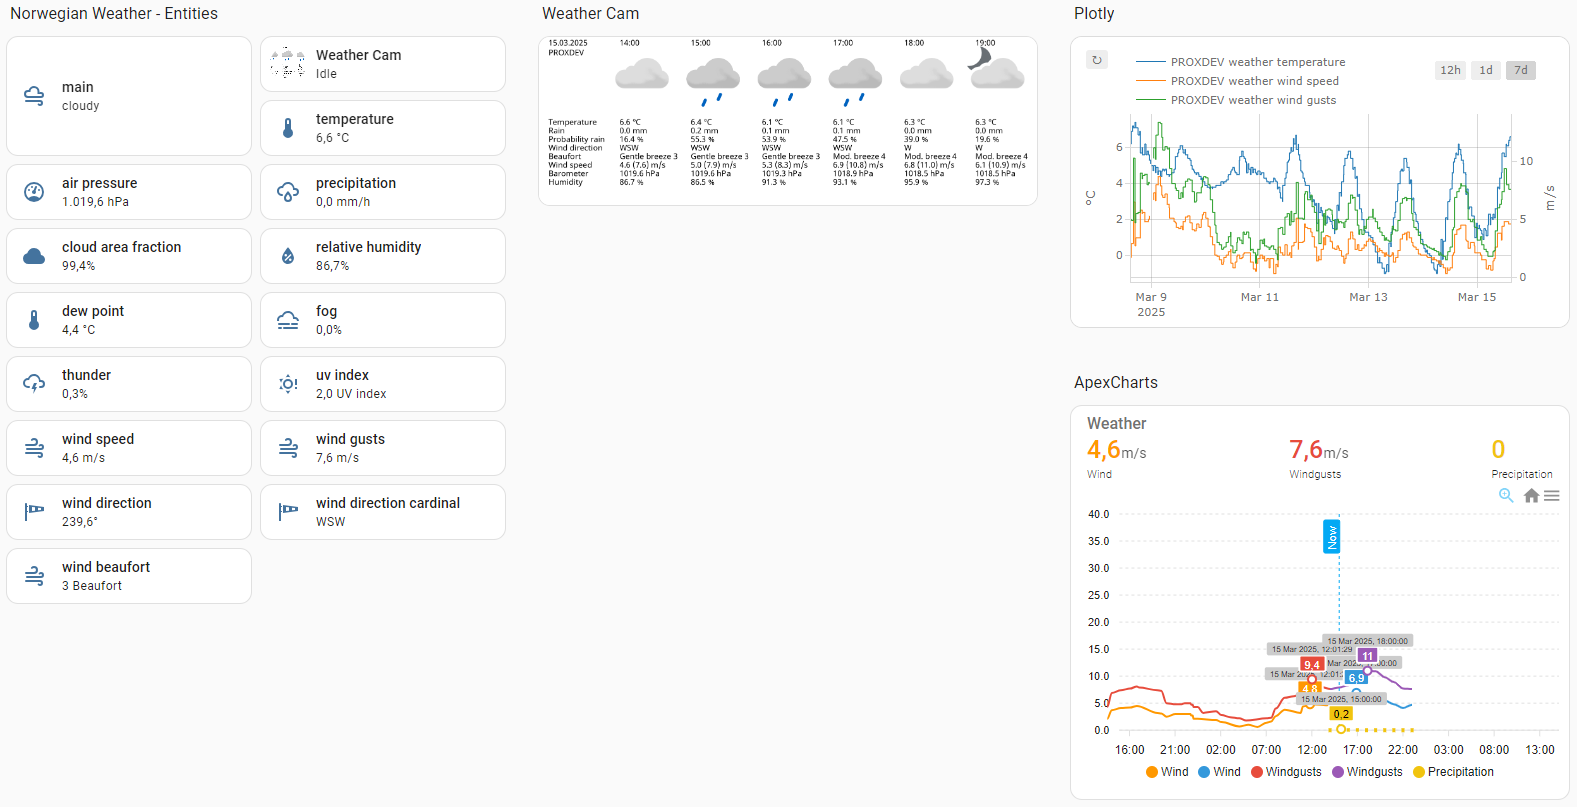 Norwegian Weather - Entities
main
cloudy
Weather Cam
Idle
temperature
6,6 °C
air pressure
1.019,6 hPa
precipitation
0,0 mm/h
cloud area fraction
99,4%
relative humidity
86,7%
dew point
4,4 °C
fog
0,0%
thunder
0,3%
uv index
2,0 UV index
wind speed
4,6 m/s
wind gusts
7,6 m/s
wind direction
239,6°
wind direction cardinal
WSW
wind beaufort
3 Beaufort
Weather Cam
15.03.2025 14:00 15:00 16:00 17:00 18:00 19:00
PROXDEV
Temperature 6.6 °C 6.4 °C 6.1 °C 6.1 °C 6.3 °C 6.3 °C
Rain 0.0 mm 0.2 mm 0.1 mm 0.1 mm 0.0 mm 0.0 mm
Probability rain 16.4 % 55.3 % 53.9 % 47.5 % 39.0 % 19.6 %
Wind direction WSW WSW WSW WSW W W
Beaufort Gentle breeze 3 Gentle breeze 3 Gentle breeze 3 Mod. breeze 4 Mod. breeze 4 Mod. breeze 4
Wind speed 4.6 (7.6) m/s 5.0 (7.9) m/s 5.3 (8.3) m/s 6.9 (10.8) m/s 6.8 (11.0) m/s 6.1 (10.9) m/s
Barometer 1019.6 hPa 1019.6 hPa 1019.3 hPa 1018.9 hPa 1018.5 hPa 1018.5 hPa
Humidity 86.7 % 86.5 % 91.3 % 93.1 % 95.9 % 97.3 %
Plotly
PROXDEV weather temperature
PROXDEV weather wind speed
PROXDEV weather wind gusts
12h 1d 7d
6
4
2
0
°C
10
5
0
m/s
Mar 9 Mar 11 Mar 13 Mar 15
2025
ApexCharts
Weather
4,6m/s 7,6m/s 0
Wind Windgusts Precipitation
40.0
35.0
30.0
25.0
20.0
15.0
10.0
5.0
0.0
Now
15 Mar 2025, 18:00:00
15 Mar 2025, 12:01:29
11
9,4
6,9
4,8
15 Mar 2025, 15:00:00
0,2
16:00 21:00 02:00 07:00 12:00 17:00 22:00 03:00 08:00 13:00
Wind Wind Windgusts Windgusts Precipitation